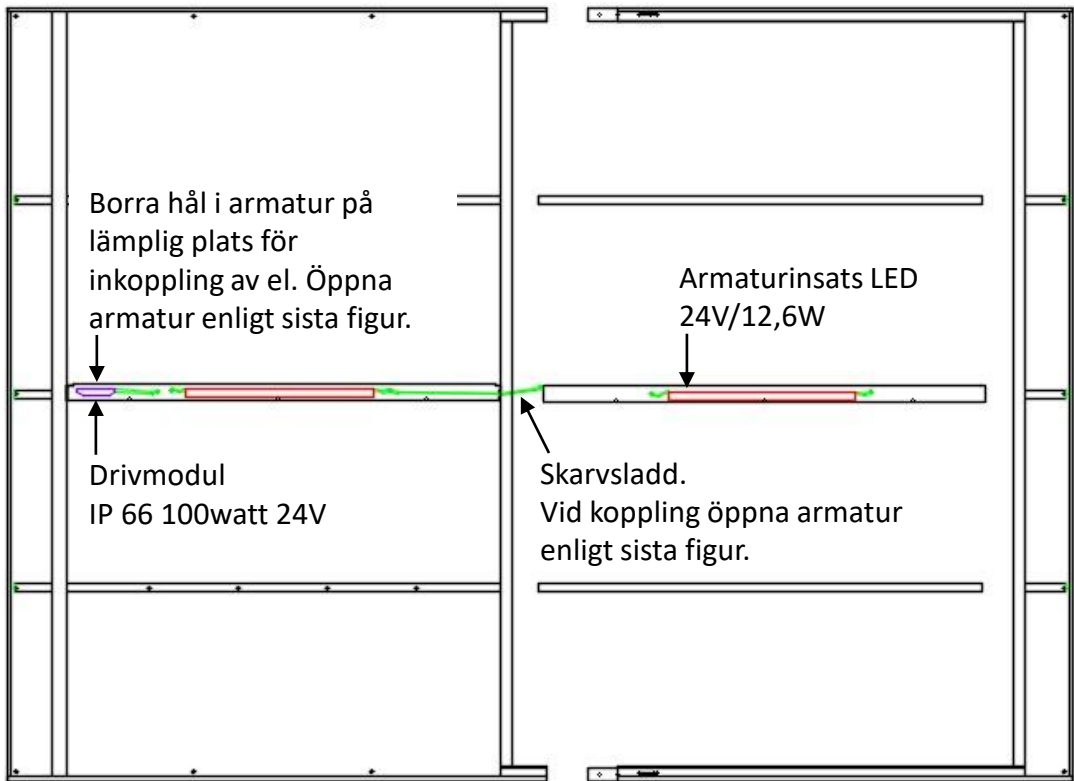 Borra hål i armatur på
lämplig plats för
inkoppling av el. Öppna
armatur enligt sista figur.
Armaturinsats LED
24V/12,6W
Drivmodul
IP 66 100watt 24V
Skarvsladd.
Vid koppling öppna armatur
enligt sista figur.